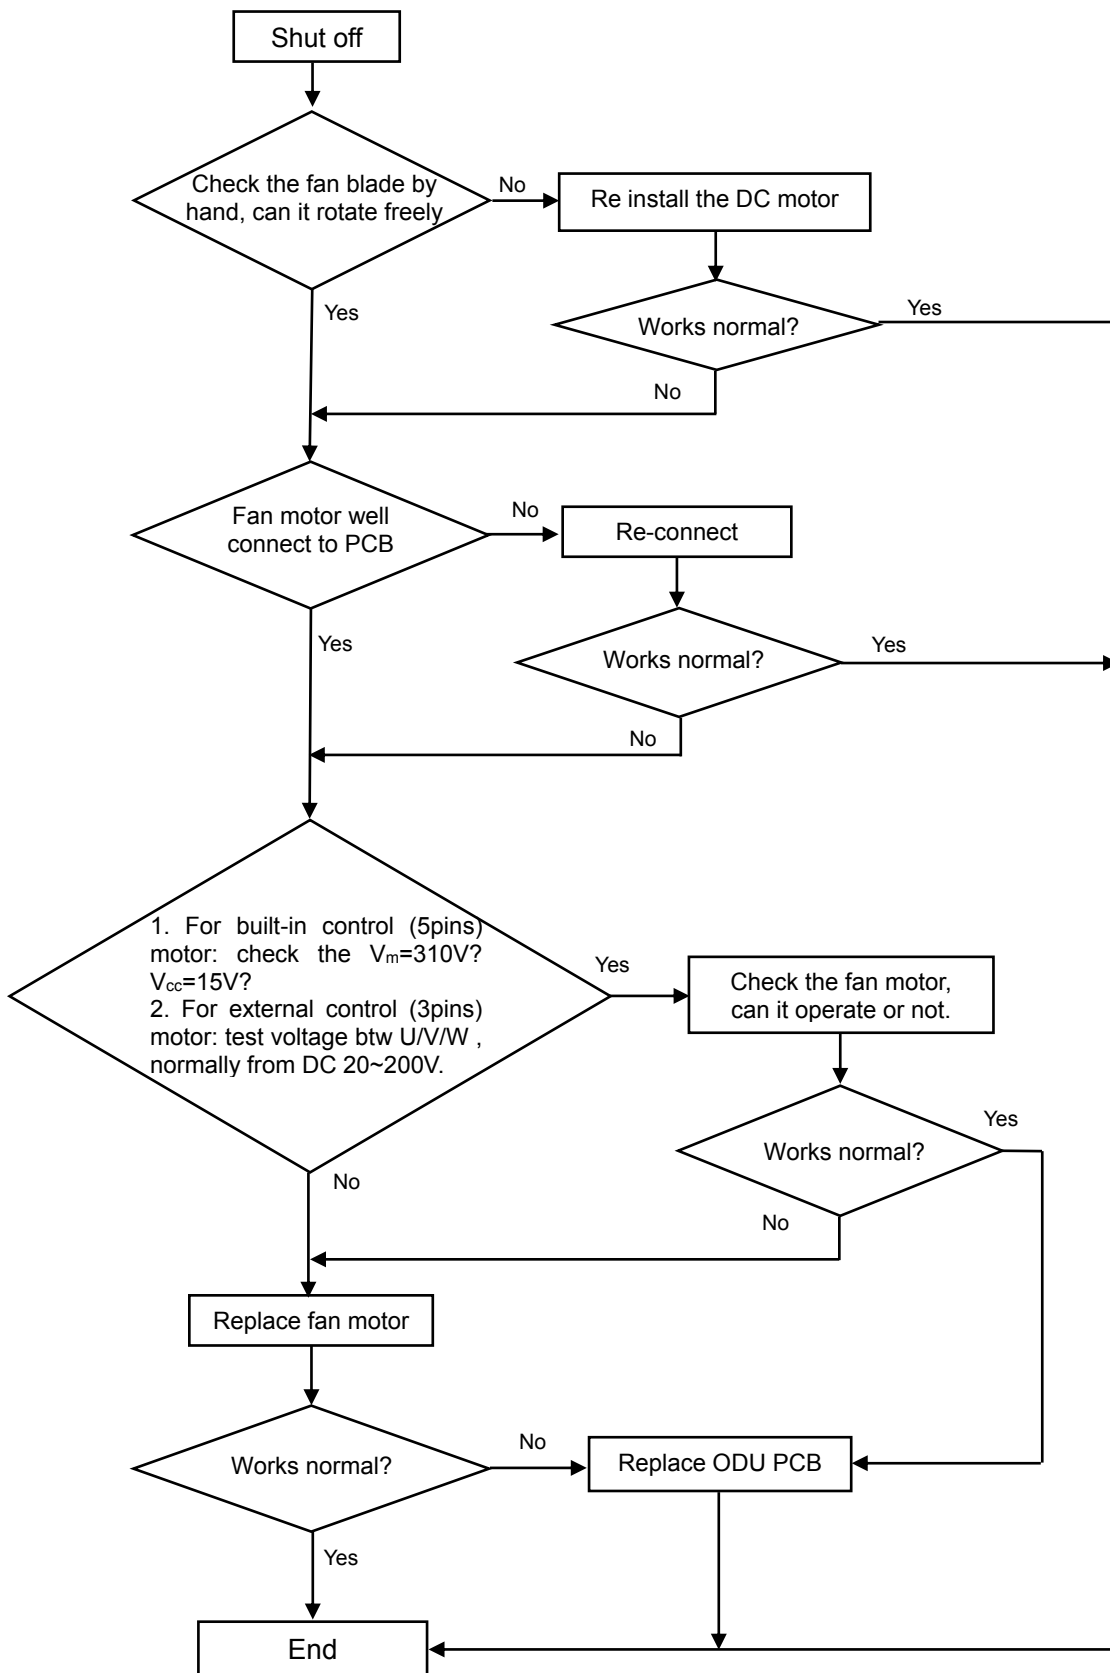 Shut off
Check the fan blade by
hand, can it rotate freely
No
Re install the DC motor
Yes
Works normal?
Yes
No
Fan motor well
connect to PCB
No
Re-connect
Yes
Works normal?
Yes
No
1. For built-in control (5pins)
motor: check the Vm=310V?
Vcc=15V?
2. For external control (3pins)
motor: test voltage btw U/V/W ,
normally from DC 20~200V.
Yes
Check the fan motor,
can it operate or not.
Works normal?
Yes
No
No
Replace fan motor
Works normal?
No
Replace ODU PCB
Yes
End